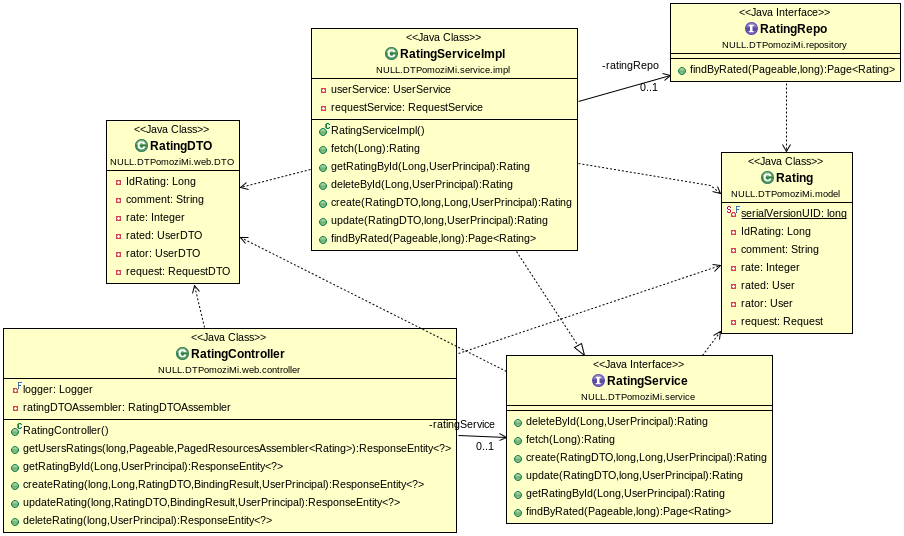 <<Java Interface>>
RatingRepo
NULL.DTPomoziMi.repository
findByRated(Pageable,long):Page<Rating>
<<Java Class>>
RatingServiceImpl
NULL.DTPomoziMi.service.impl
userService: UserService
requestService: RequestService
RatingServiceImpl()
fetch(Long):Rating
getRatingById(Long,UserPrincipal):Rating
deleteById(Long,UserPrincipal):Rating
create(RatingDTO,long,Long,UserPrincipal):Rating
update(RatingDTO,long,UserPrincipal):Rating
findByRated(Pageable,long):Page<Rating>
-ratingRepo
0..1
<<Java Class>>
RatingDTO
NULL.DTPomoziMi.web.DTO
IdRating: Long
comment: String
rate: Integer
rated: UserDTO
rator: UserDTO
request: RequestDTO
<<Java Class>>
Rating
NULL.DTPomoziMi.model
serialVersionUID: long
IdRating: Long
comment: String
rate: Integer
rated: User
rator: User
request: Request
<<Java Class>>
RatingController
NULL.DTPomoziMi.web.controller
logger: Logger
ratingDTOAssembler: RatingDTOAssembler
RatingController()
getUsersRatings(long,Pageable,PagedResourcesAssembler<Rating>):ResponseEntity<?>
getRatingById(Long,UserPrincipal):ResponseEntity<?>
createRating(long,Long,RatingDTO,BindingResult,UserPrincipal):ResponseEntity<?>
updateRating(long,RatingDTO,BindingResult,UserPrincipal):ResponseEntity<?>
deleteRating(long,UserPrincipal):ResponseEntity<?>
-ratingService
0..1
<<Java Interface>>
RatingService
NULL.DTPomoziMi.service
deleteById(Long,UserPrincipal):Rating
fetch(Long):Rating
create(RatingDTO,long,Long,UserPrincipal):Rating
update(RatingDTO,long,UserPrincipal):Rating
getRatingById(Long,UserPrincipal):Rating
findByRated(Pageable,long):Page<Rating>